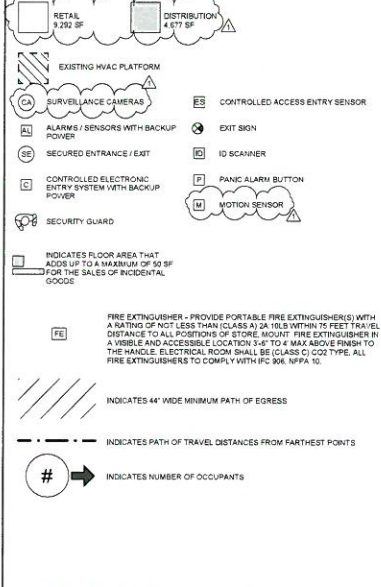 RETAIL
9,292 SF
DISTRIBUTION
4,677 SF
1
EXISTING HVAC PLATFORM
1
CA SURVEILLANCE CAMERAS
ES CONTROLLED ACCESS ENTRY SENSOR
AL ALARMS / SENSORS WITH BACKUP
POWER
EXIT SIGN
SE SECURED ENTRANCE / EXIT
ID ID SCANNER
C CONTROLLED ELECTRONIC
ENTRY SYSTEM WITH BACKUP
POWER
P PANIC ALARM BUTTON
M MOTION SENSOR
1
SECURITY GUARD
INDICATES FLOOR AREA THAT
ADDS UP TO A MAXIMUM OF 50 SF
FOR THE SALES OF INCIDENTAL
GOODS
FE
FIRE EXTINGUISHER - PROVIDE PORTABLE FIRE EXTINGUISHER(S) WITH
A RATING OF NOT LESS THAN (CLASS A) 2A 10LB WITHIN 75 FEET TRAVEL
DISTANCE TO ALL POSITIONS OF STORE, MOUNT FIRE EXTINGUISHER IN
A VISIBLE AND ACCESSIBLE LOCATION 3'-6" TO 4' MAX ABOVE FINISH TO
THE HANDLE. ELECTRICAL ROOM SHALL BE (CLASS C) CO2 TYPE. ALL
FIRE EXTINGUISHERS TO COMPLY WITH IFC 906, NFPA 10.
INDICATES 44" WIDE MINIMUM PATH OF EGRESS
INDICATES PATH OF TRAVEL DISTANCES FROM FARTHEST POINTS
# INDICATES NUMBER OF OCCUPANTS